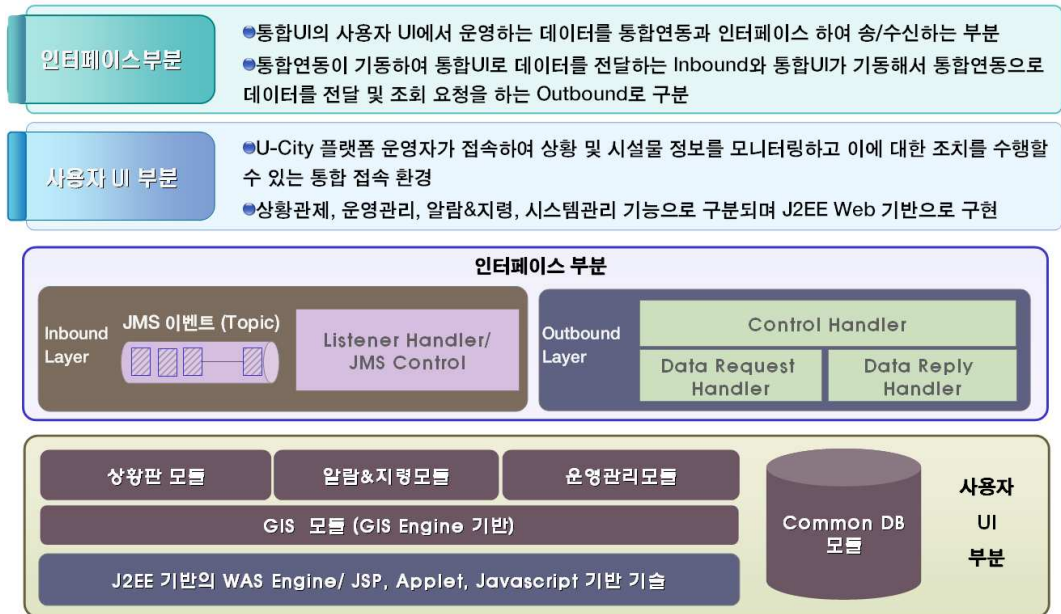 인터페이스부분
●통합UI의 사용자 UI에서 운영하는 데이터를 통합연동과 인터페이스 하여 송/수신하는 부분
●통합연동이 기동하여 통합UI로 데이터를 전달하는 Inbound와 통합UI가 기동해서 통합연동으로
데이터를 전달 및 조회 요청을 하는 Outbound로 구분
사용자 UI 부분
●U-City 플랫폼 운영자가 접속하여 상황 및 시설물 정보를 모니터링하고 이에 대한 조치를 수행할
수 있는 통합 접속 환경
●상황관제, 운영관리, 알람&지령, 시스템관리 기능으로 구분되며 J2EE Web 기반으로 구현
인터페이스 부분
Inbound
Layer
JMS 이벤트 (Topic)
Listener Handler/
JMS Control
Outbound
Layer
Control Handler
Data Request
Handler
Data Reply
Handler
상황판 모듈
알람&지령모듈
운영관리모듈
GIS 모듈 (GIS Engine 기반)
J2EE 기반의 WAS Engine/ JSP, Applet, Javascript 기반 기술
Common DB
모듈
사용자
UI
부분